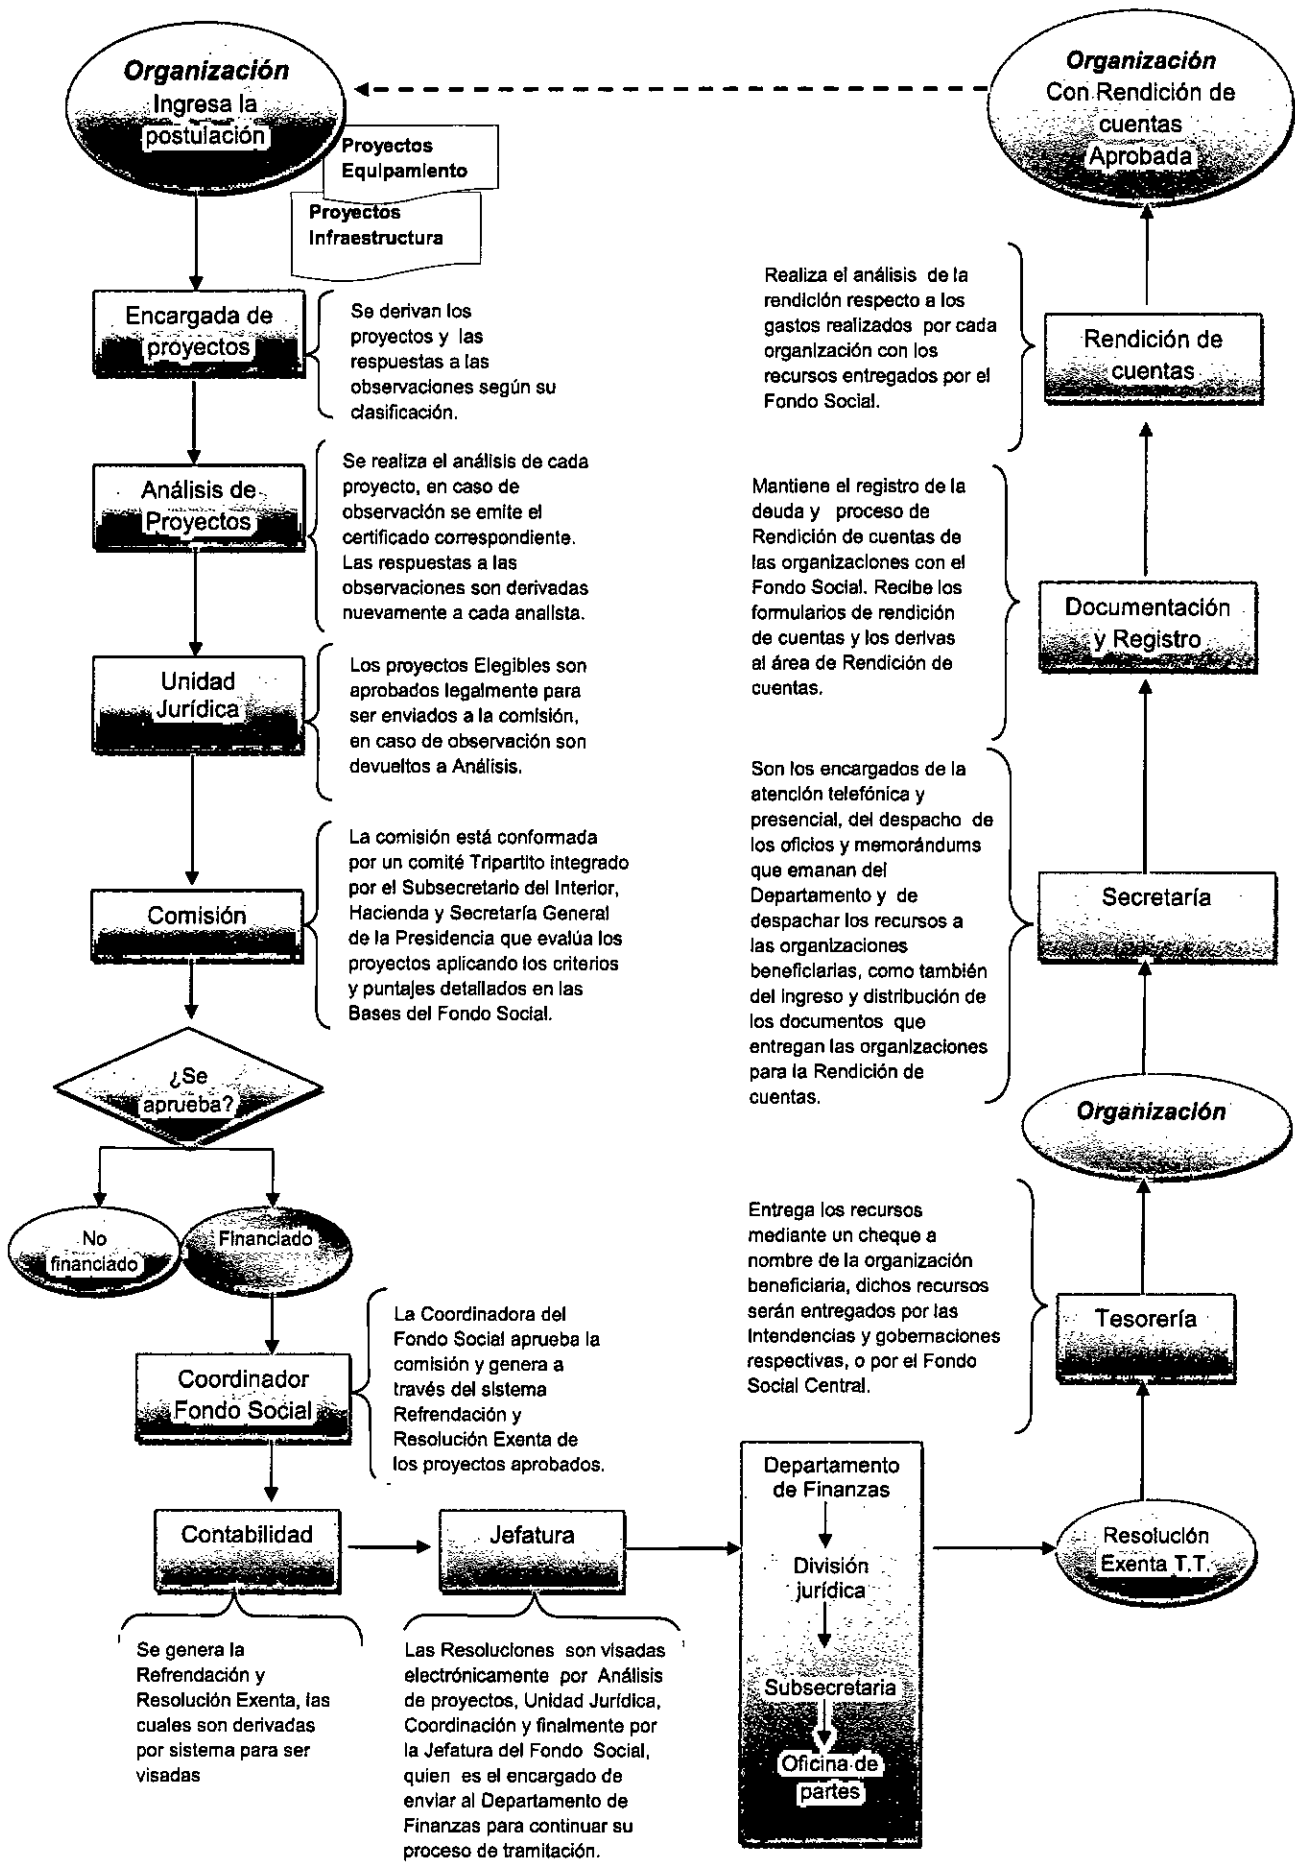 Organización
Ingresa la
postulación
Proyectos
Equipamiento
Proyectos
Infraestructura
Encargada de
proyectos
Se derivan los
proyectos y las
respuestas a las
observaciones según su
clasificación.
Análisis de
Proyectos
Se realiza el análisis de cada
proyecto, en caso de
observación se emite el
certificado correspondiente.
Las respuestas a las
observaciones son derivadas
nuevamente a cada analista.
Unidad
Jurídica
Los proyectos Elegibles son
aprobados legalmente para
ser enviados a la comisión,
en caso de observación son
devueltos a Análisis.
Comisión
La comisión está conformada
por un comité Tripartito integrado
por el Subsecretario del Interior,
Hacienda y Secretaría General
de la Presidencia que evalúa los
proyectos aplicando los criterios
y puntajes detallados en las
Bases del Fondo Social.
¿Se
aprueba?
No
financiado
Financiado
Coordinador
Fondo Social
La Coordinadora del
Fondo Social aprueba la
comisión y genera a
través del sistema
Refrendación y
Resolución Exenta de
los proyectos aprobados.
Contabilidad
Se genera la
Refrendación y
Resolución Exenta, las
cuales son derivadas
por sistema para ser
visadas
Jefatura
Las Resoluciones son visadas
electrónicamente por Análisis
de proyectos, Unidad Jurídica,
Coordinación y finalmente por
la Jefatura del Fondo Social,
quien es el encargado de
enviar al Departamento de
Finanzas para continuar su
proceso de tramitación.
Departamento
de Finanzas
División
jurídica
Subsecretaria
Oficina de
partes
Resolución
Exenta T.T.
Tesorería
Entrega los recursos
mediante un cheque a
nombre de la organización
beneficiaria, dichos recursos
serán entregados por las
Intendencias y gobernaciones
respectivas, o por el Fondo
Social Central.
Organización
Secretaría
Son los encargados de la
atención telefónica y
presencial, del despacho de
los oficios y memorándums
que emanan del
Departamento y de
despachar los recursos a
las organizaciones
beneficiarias, como también
del ingreso y distribución de
los documentos que
entregan las organizaciones
para la Rendición de
cuentas.
Documentación
y Registro
Mantiene el registro de la
deuda y proceso de
Rendición de cuentas de
las organizaciones con el
Fondo Social. Recibe los
formularios de rendición
de cuentas y los derivas
al área de Rendición de
cuentas.
Rendición de
cuentas
Realiza el análisis de la
rendición respecto a los
gastos realizados por cada
organización con los
recursos entregados por el
Fondo Social.
Organización
Con Rendición de
cuentas
Aprobada